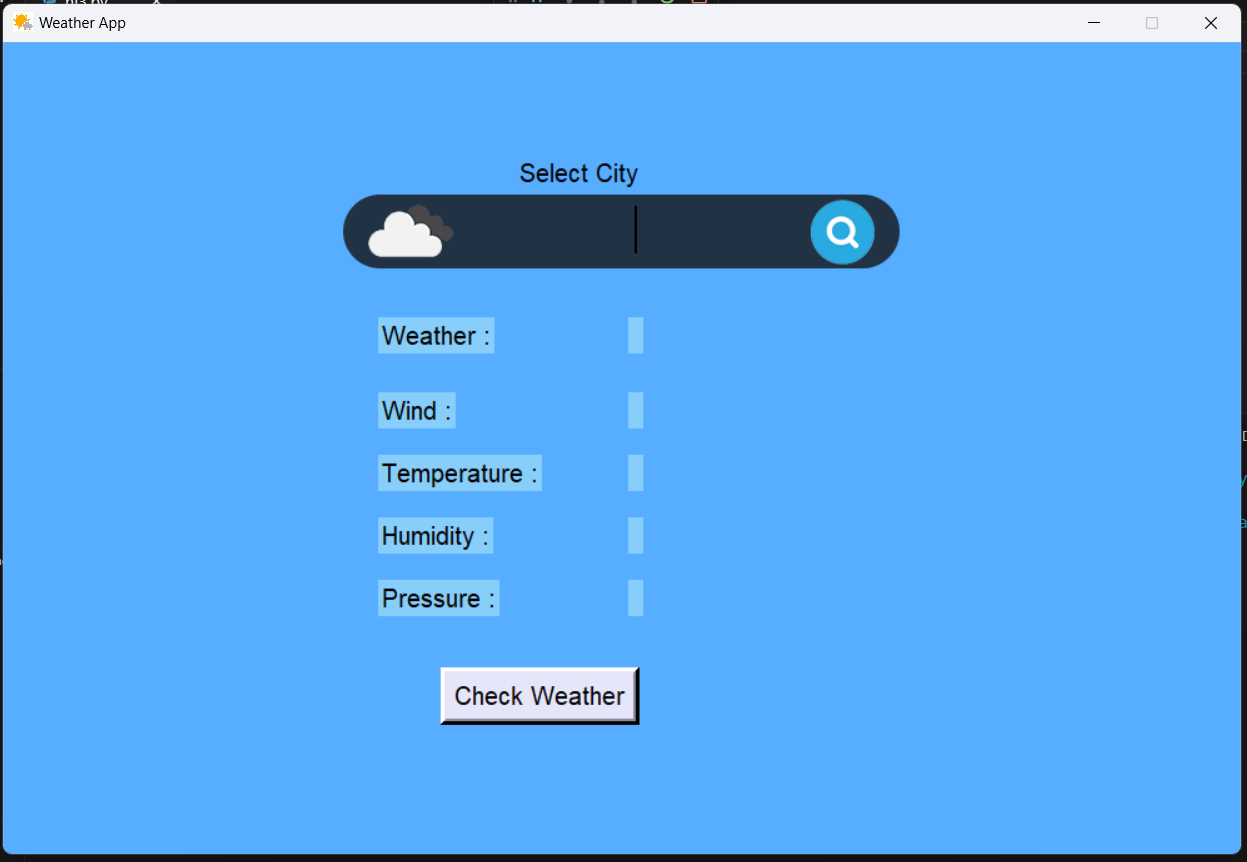 Weather App
Select City
Weather :
Wind :
Temperature :
Humidity :
Pressure :
Check Weather